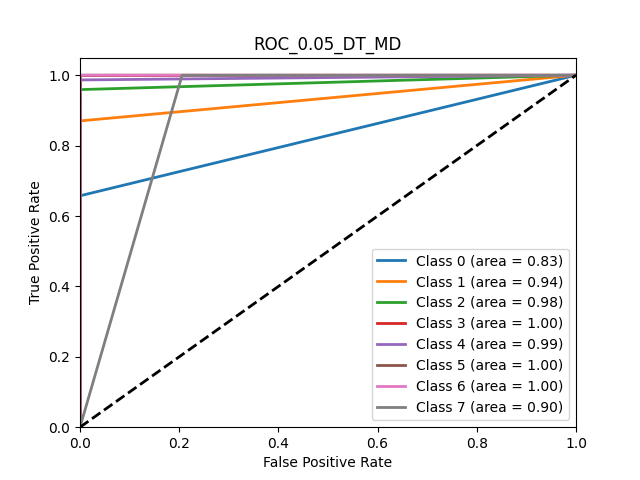 ROC_0.05_DT_MD
True Positive Rate
1.0
0.8
0.6
0.4
0.2
0.0
Class 0 (area = 0.83)
Class 1 (area = 0.94)
Class 2 (area = 0.98)
Class 3 (area = 1.00)
Class 4 (area = 0.99)
Class 5 (area = 1.00)
Class 6 (area = 1.00)
Class 7 (area = 0.90)
0.0 0.2 0.4 0.6 0.8 1.0
False Positive Rate